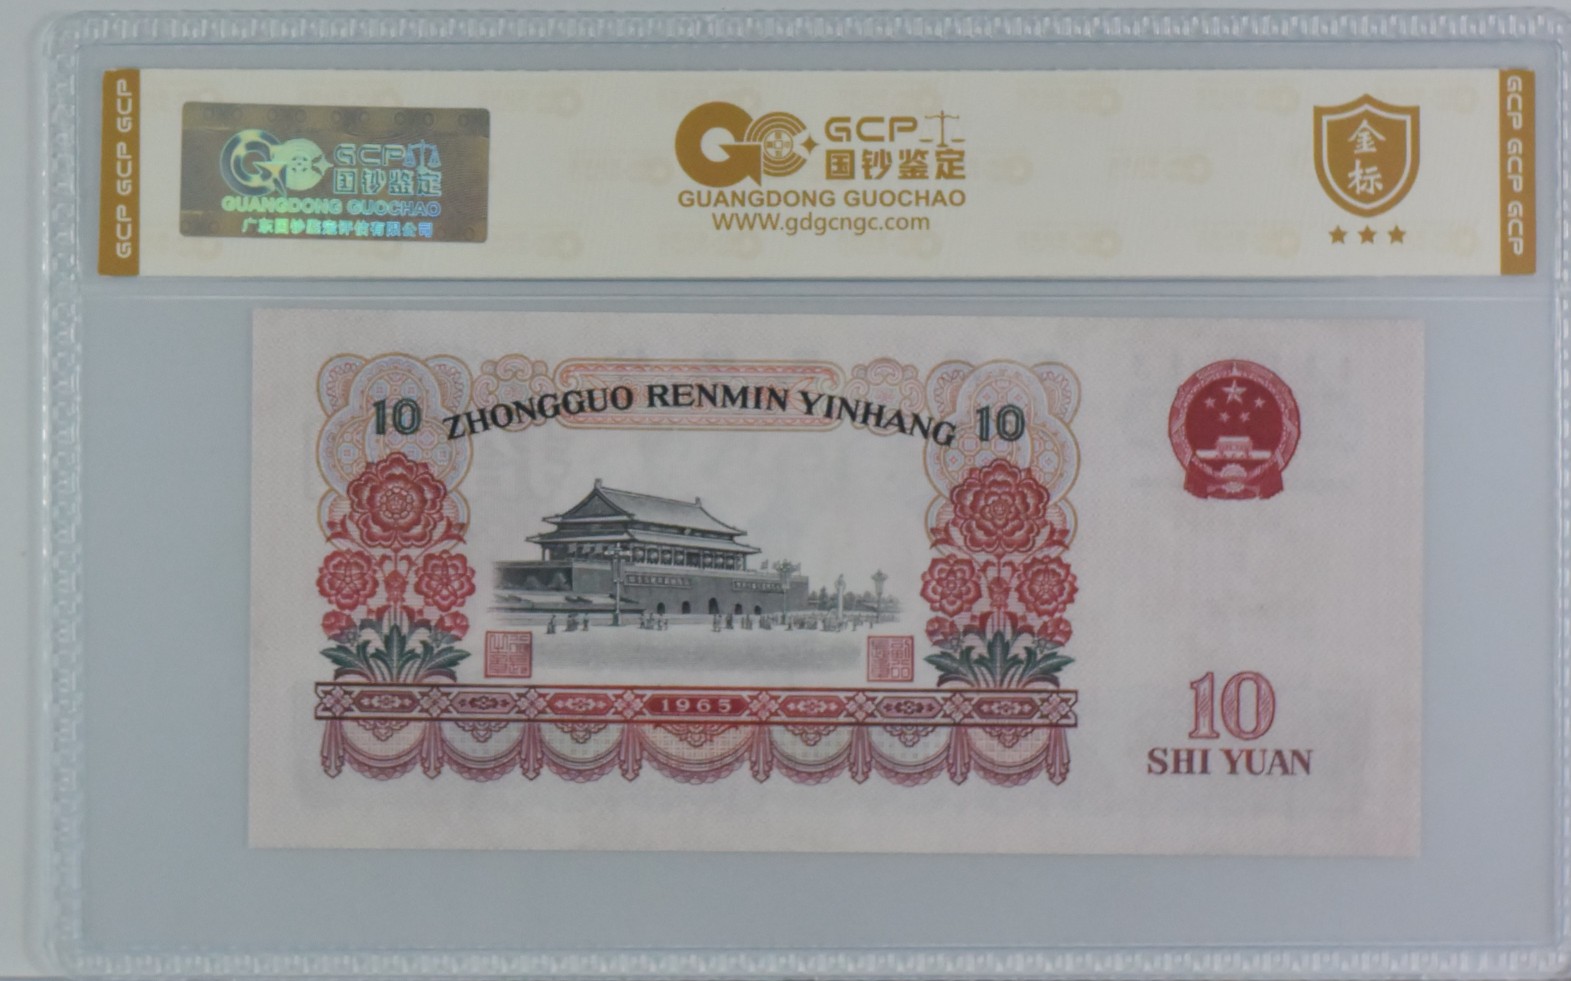 GCP GCP GCP
GCP
国钞鉴定
GUANGDONG GUOCHAO
广东国钞鉴定评估有限公司
GCP
国钞鉴定
GUANGDONG GUOCHAO
WWW.gdgcngc.com
金
标
GCP GCP GCP
10 ZHONGGUO RENMIN YINHANG 10
1965
10
SHI YUAN